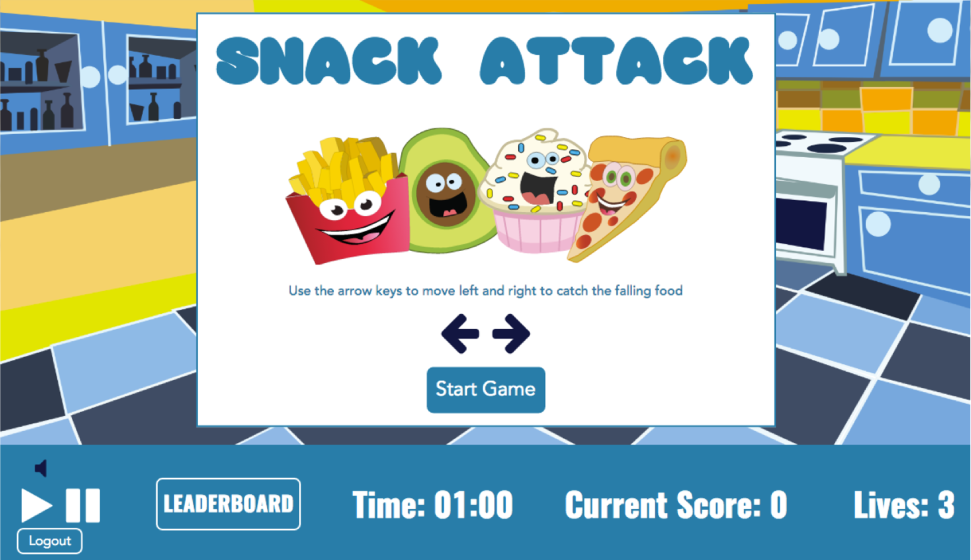 SNACK ATTACK
Use the arrow keys to move left and right to catch the falling food
Start Game
LEADERBOARD
Time: 01:00
Current Score: 0
Lives: 3
Logout